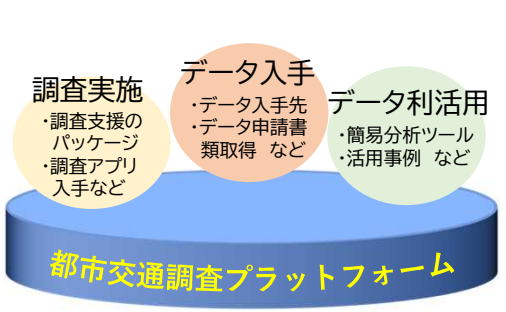 調査実施
・調査支援の
パッケージ
・調査アプリ
入手など
データ入手
・データ入手先
・データ申請書
類取得　など
データ利活用
・簡易分析ツール
・活用事例　など
都市交通調査プラットフォーム